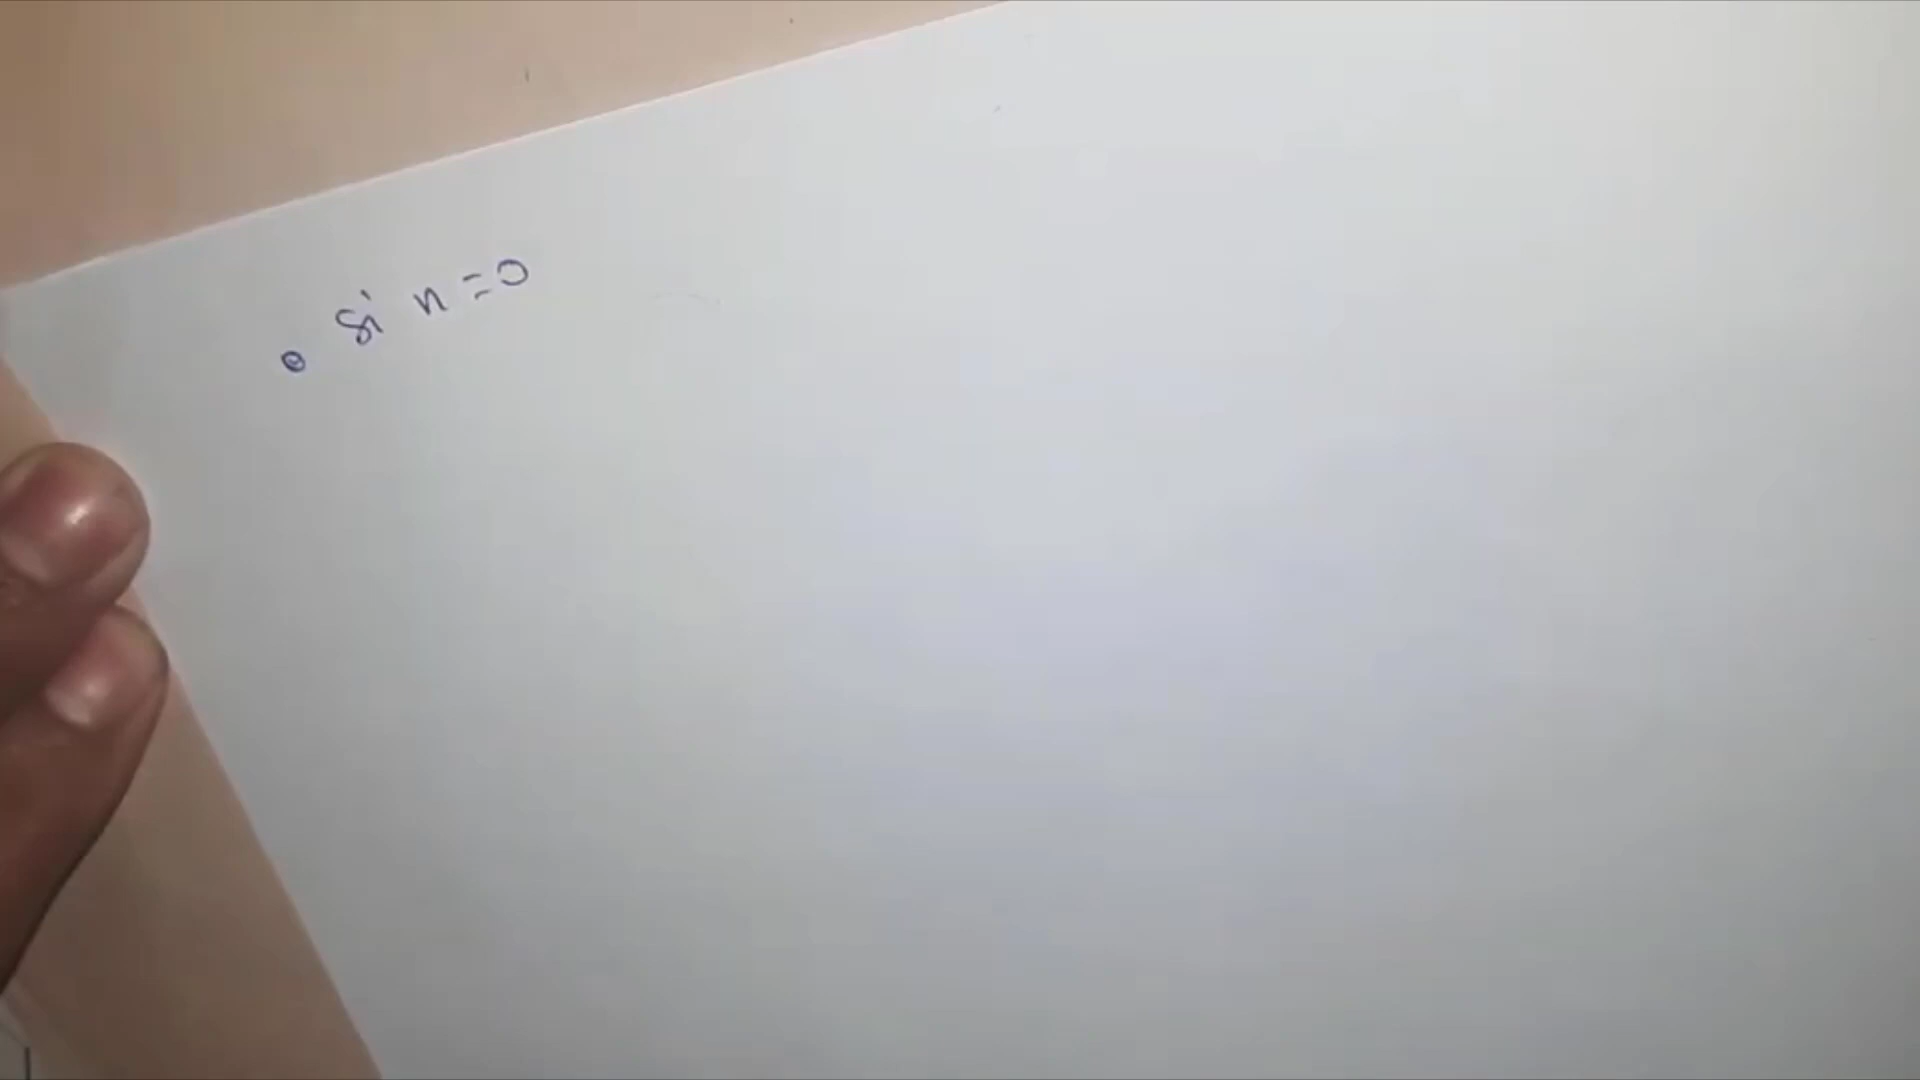 • Si n = 0